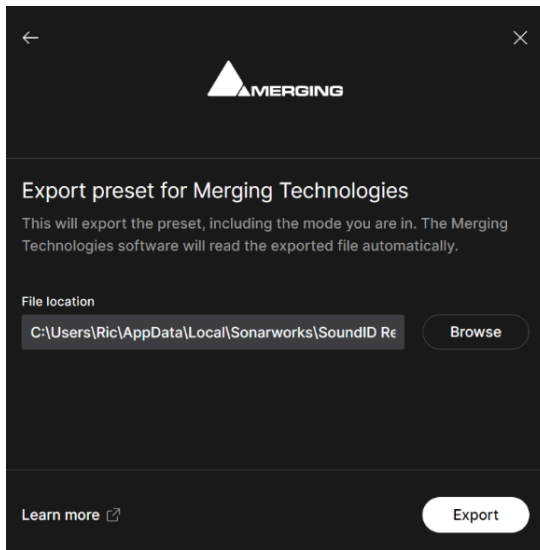 MERGING
Export preset for Merging Technologies
This will export the preset, including the mode you are in. The Merging
Technologies software will read the exported file automatically.
File location
C:\Users\Ric\AppData\Local\Sonarworks\SoundID Re
Browse
Learn more
Export